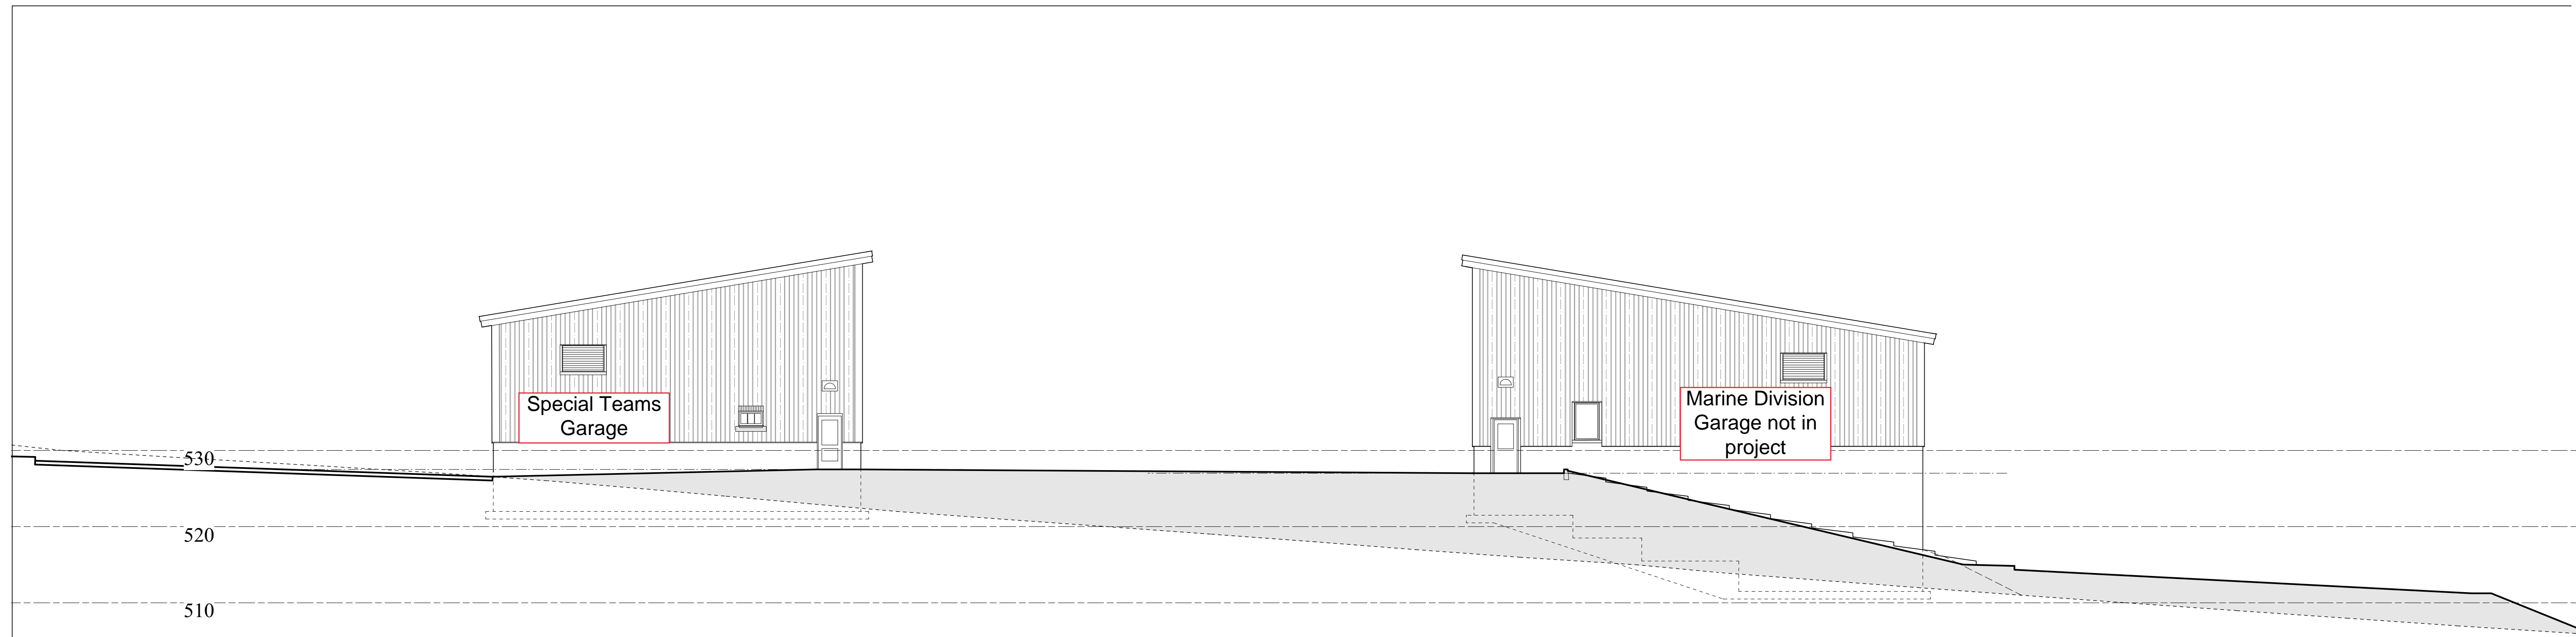 Special Teams
Garage
Marine Division
Garage not in
project
530
520
510